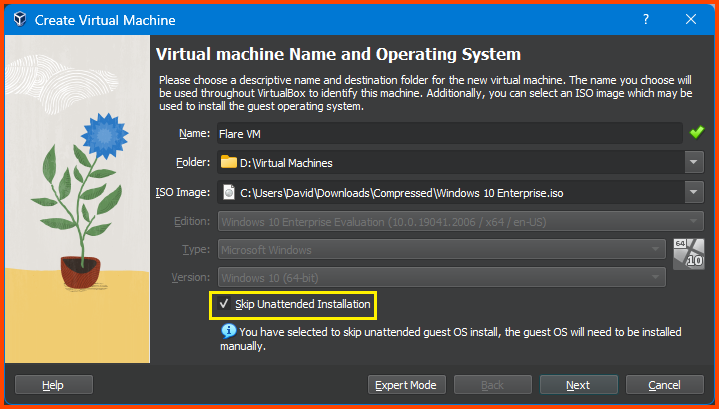 Create Virtual Machine
?
Virtual machine Name and Operating System
Please choose a descriptive name and destination folder for the new virtual machine. The name you choose will
be used throughout VirtualBox to identify this machine. Additionally, you can select an ISO image which may be
used to install the guest operating system.
Name: Flare VM
Folder: D:\Virtual Machines
ISO Image: C:\Users\David\Downloads\Compressed\Windows 10 Enterprise.iso
Edition: Windows 10 Enterprise Evaluation (10.0.19041.2006 / x64 / en-US)
Type: Microsoft Windows
64
10
Version: Windows 10 (64-bit)
Skip Unattended Installation
You have selected to skip unattended guest OS install, the guest OS will need to be installed
manually.
Help Expert Mode Back Next Cancel